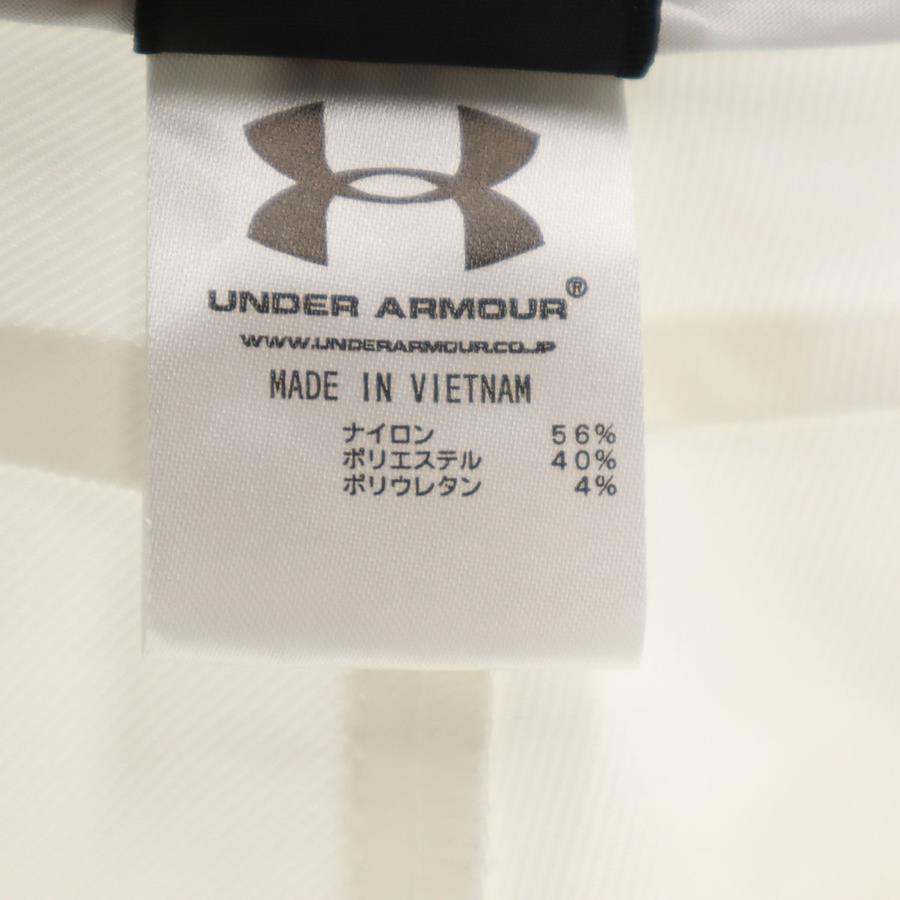 UNDER ARMOUR®
WWW.UNDERARMOUR.CO.JP
MADE IN VIETNAM
ナイロン 56%
ポリエステル 40%
ポリウレタン 4%